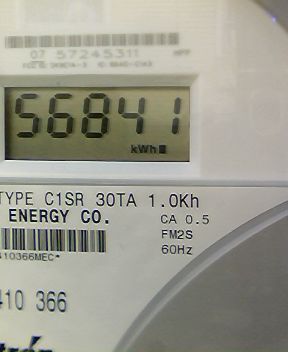 07 57245311
56841
kWh
TYPE C1SR 30TA 1.0Kh
ENERGY CO.
CA 0.5
FM2S
60Hz
410366MEC*
410 366